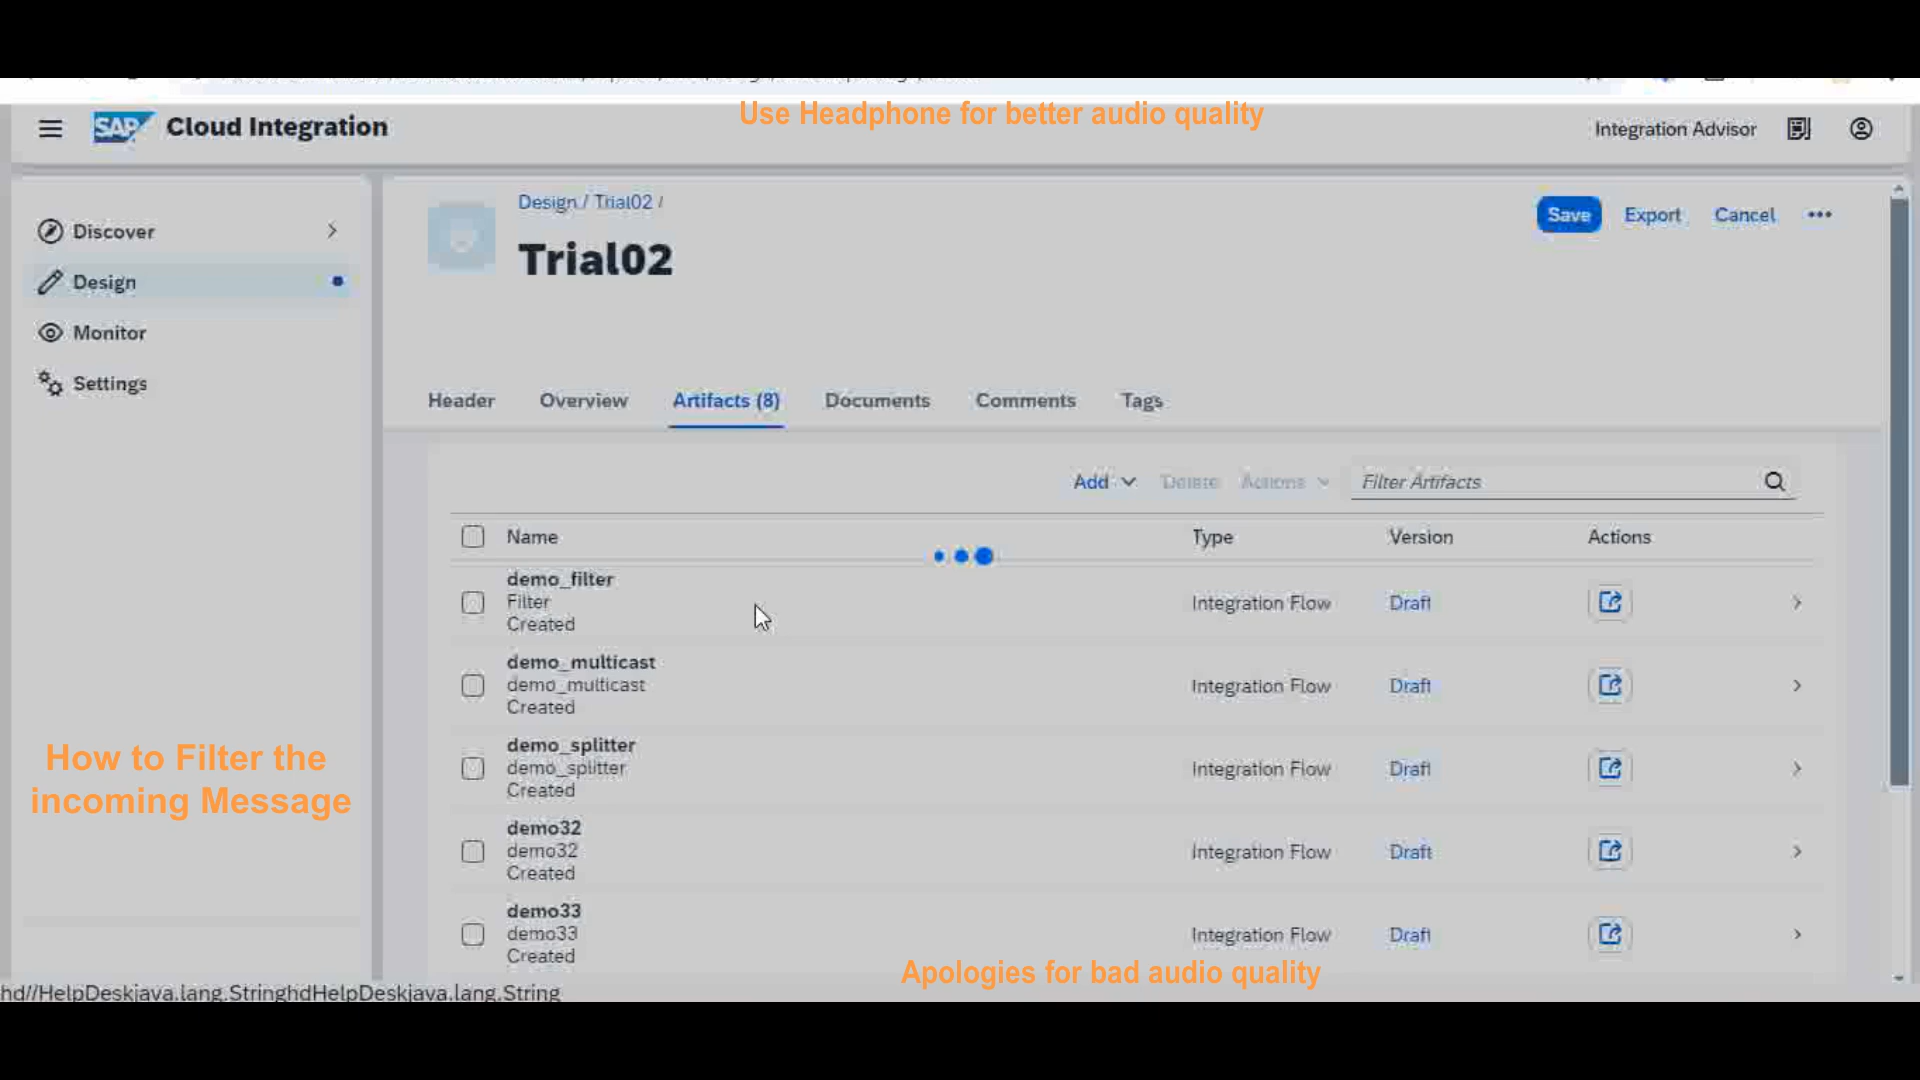 Use Headphone for better audio quality
SAP Cloud Integration
Integration Advisor
Discover
Design
Monitor
Settings
Design / Trial02 /
Trial02
Save Export Cancel
Header Overview Artifacts (8) Documents Comments Tags
Add Delete Actions Filter Artifacts
Name Type Version Actions
demo_filter
Filter Integration Flow Draft
Created
demo_multicast
demo_multicast Integration Flow Draft
Created
demo_splitter
demo_splitter Integration Flow Draft
Created
demo32
demo32 Integration Flow Draft
Created
demo33
demo33 Integration Flow Draft
Created
How to Filter the
incoming Message
Apologies for bad audio quality
hd//HelpDeskjava.lang.StringhdHelpDeskjava.lang.String